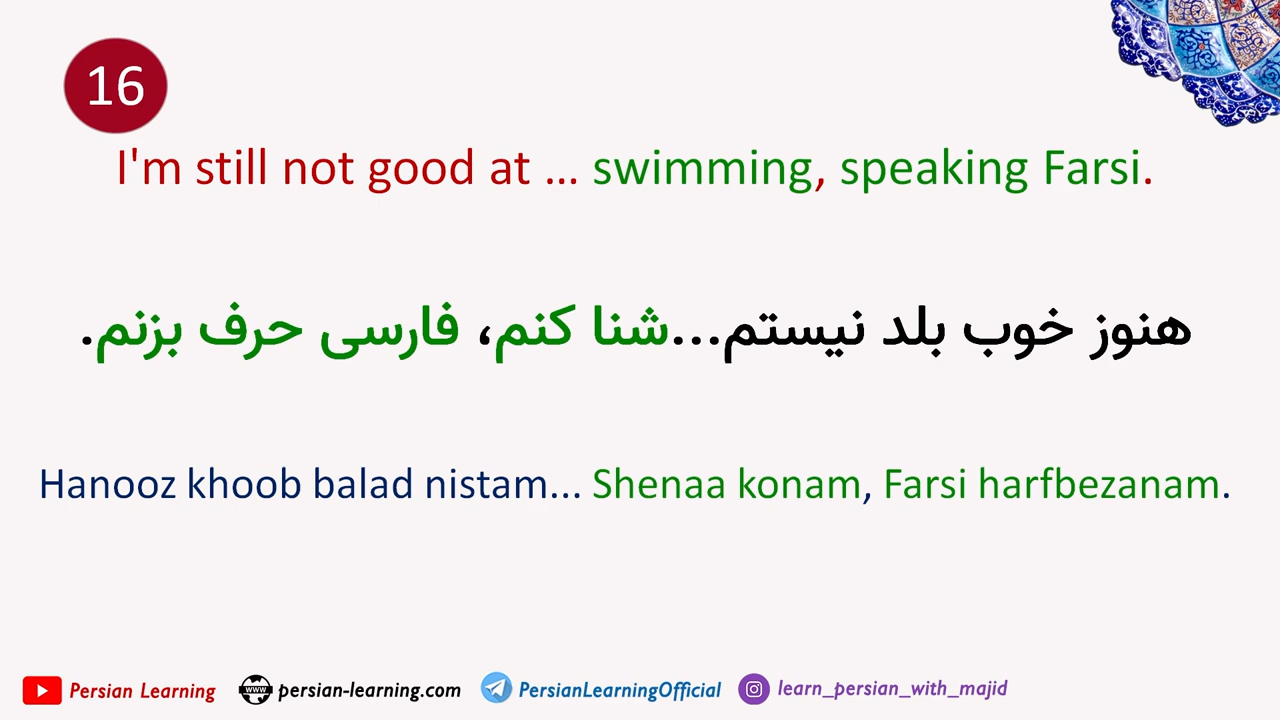 16
I'm still not good at ... swimming, speaking Farsi.
هنوز خوب بلد نیستم...شنا کنم، فارسی حرف بزنم.
Hanooz khoob balad nistam... Shenaa konam, Farsi harfbezanam.
Persian Learning www persian-learning.com PersianLearningOfficial learn_persian_with_majid